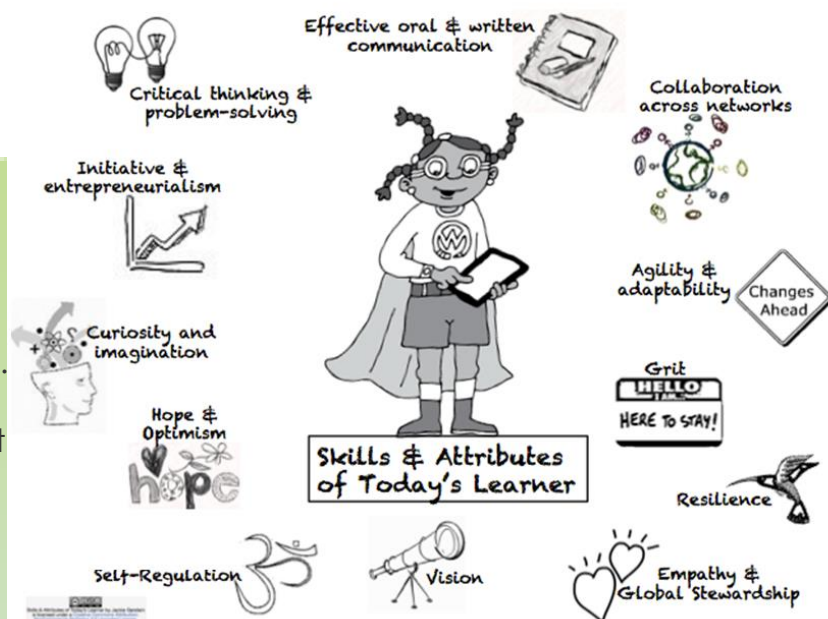 Effective oral & written
communication
Critical thinking &
problem-solving
Collaboration
across networks
Initiative &
entrepreneurialism
Agility &
adaptability
Changes
Ahead
Curiosity and
imagination
Grit
HELLO
I AM...
HERE TO STAY!
Hope &
Optimism
hope
Skills & Attributes
of Today's Learner
Resilience
Self-Regulation
Vision
Empathy &
Global Stewardship